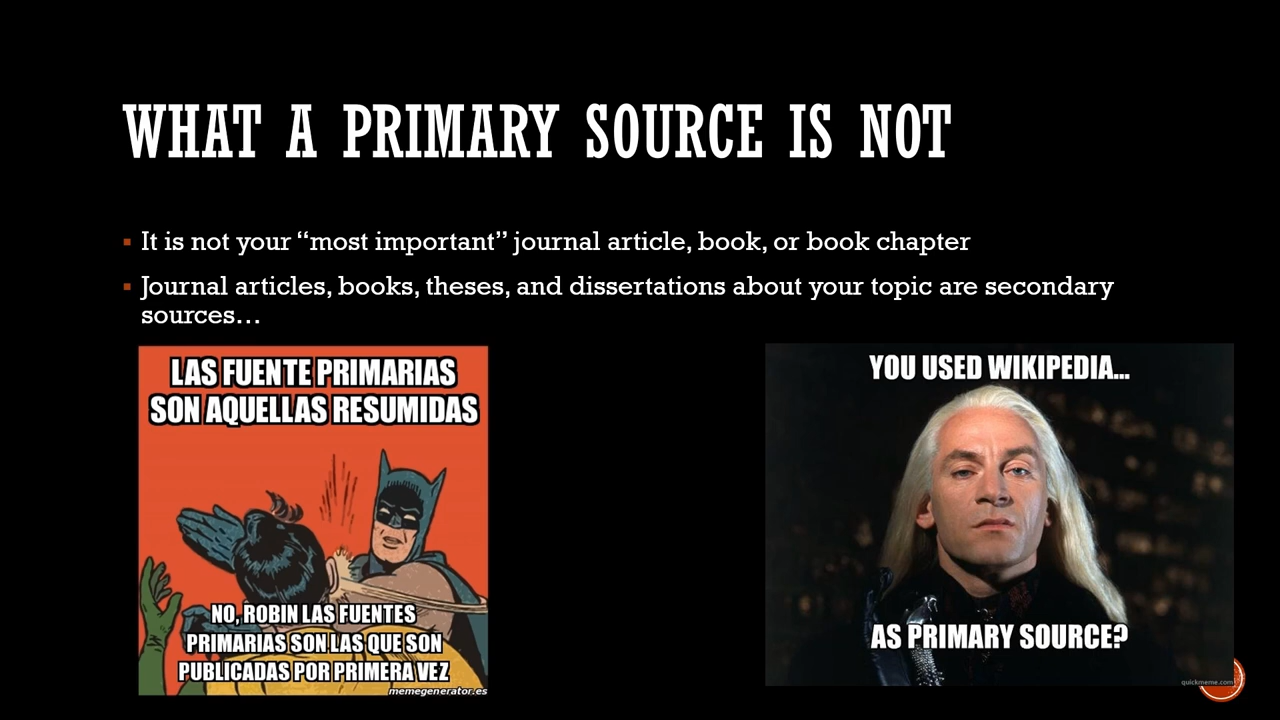 WHAT A PRIMARY SOURCE IS NOT
It is not your “most important” journal article, book, or book chapter
Journal articles, books, theses, and dissertations about your topic are secondary
sources…
LAS FUENTE PRIMARIAS
SON AQUELLAS RESUMIDAS
NO, ROBIN LAS FUENTES
PRIMARIAS SON LAS QUE SON
PUBLICADAS POR PRIMERA VEZ
memegenerator.es
YOU USED WIKIPEDIA...
AS PRIMARY SOURCE?
quickmeme.com